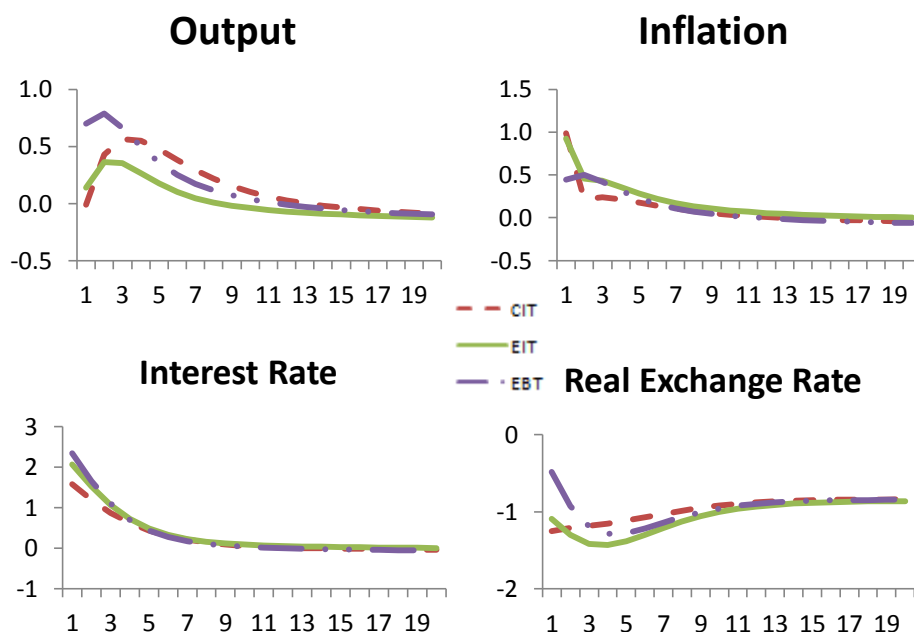 Output
1.0
0.5
0.0
-0.5
1 3 5 7 9 11 13 15 17 19
Inflation
1.5
1.0
0.5
0.0
-0.5
1 3 5 7 9 11 13 15 17 19
CIT
EIT
EBT
Interest Rate
3
2
1
0
-1
1 3 5 7 9 11 13 15 17 19
Real Exchange Rate
0
-1
-2
1 3 5 7 9 11 13 15 17 19